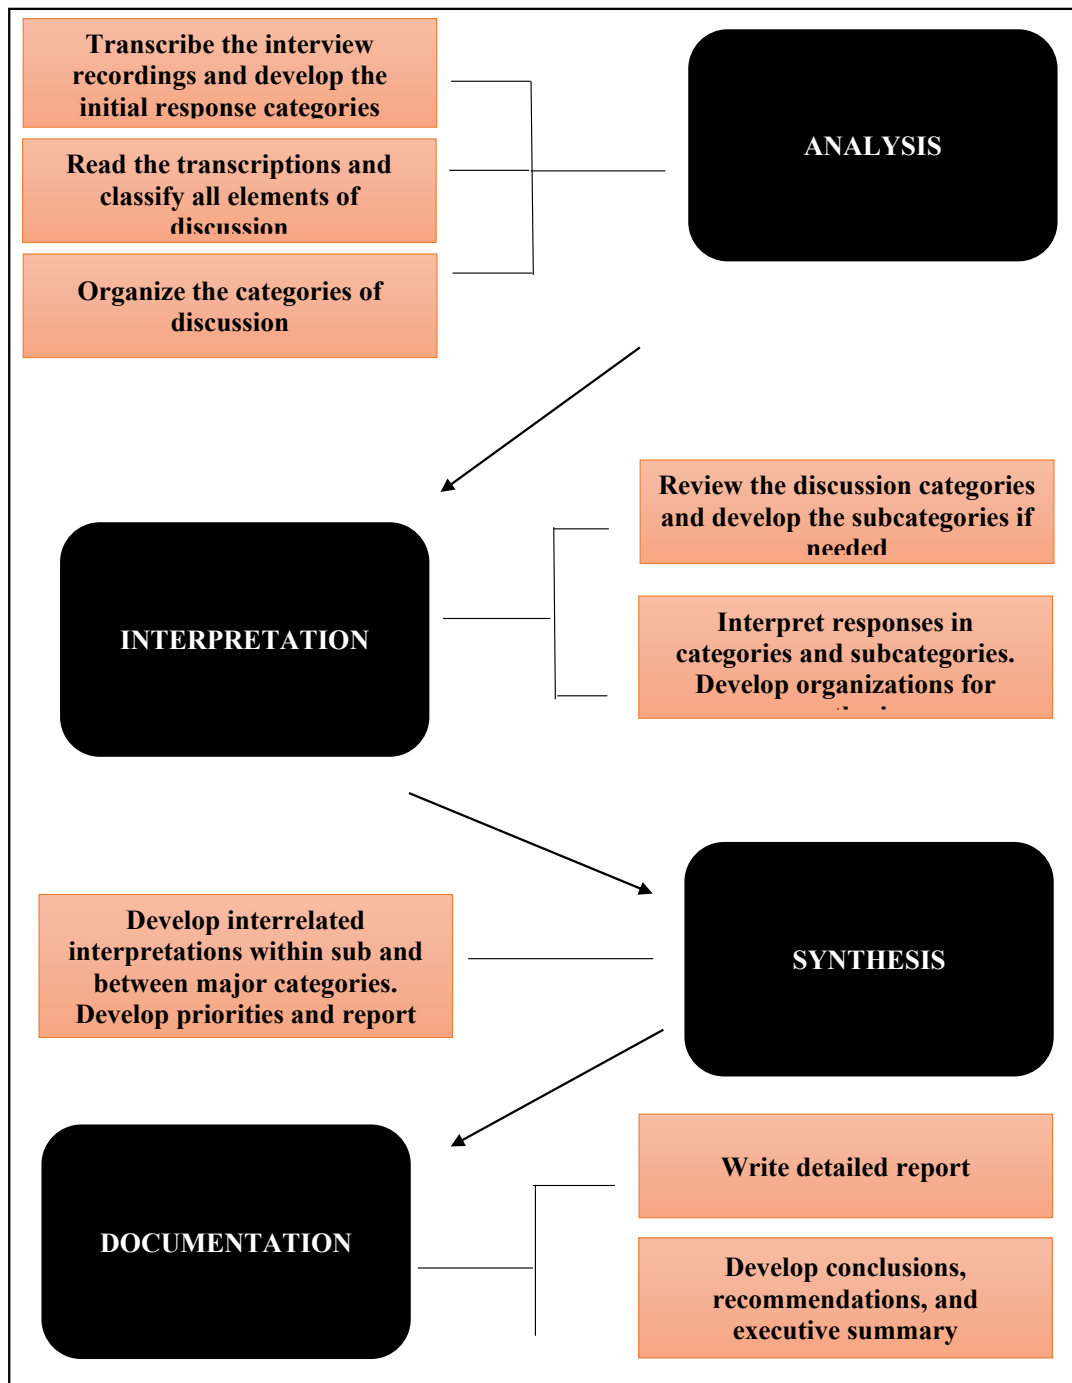 Transcribe the interview
recordings and develop the
initial response categories
ANALYSIS
Read the transcriptions and
classify all elements of
discussion
Organize the categories of
discussion
Review the discussion categories
and develop the subcategories if
needed
INTERPRETATION
Interpret responses in
categories and subcategories.
Develop organizations for
Develop interrelated
interpretations within sub and
between major categories.
Develop priorities and report
SYNTHESIS
Write detailed report
DOCUMENTATION
Develop conclusions,
recommendations, and
executive summary